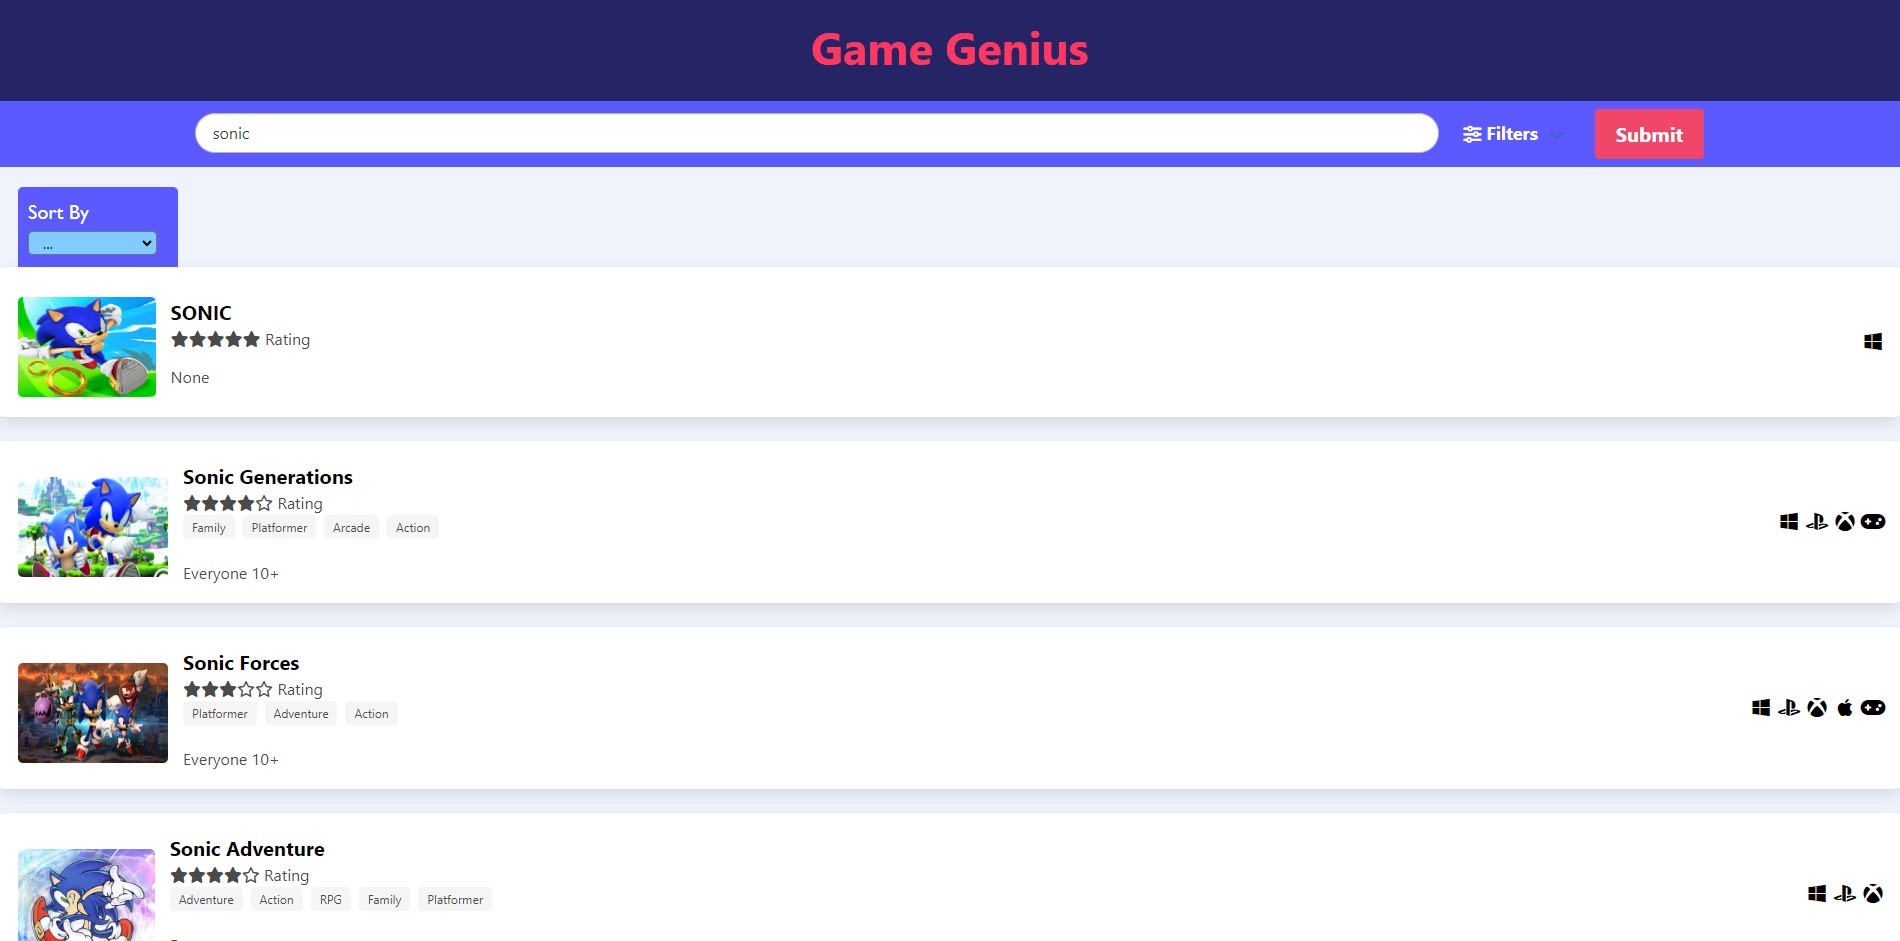 Game Genius
sonic
Filters
Submit
Sort By
...
SONIC
Rating
None
Sonic Generations
Rating
Family Platformer Arcade Action
Everyone 10+
Sonic Forces
Rating
Platformer Adventure Action
Everyone 10+
Sonic Adventure
Rating
Adventure Action RPG Family Platformer